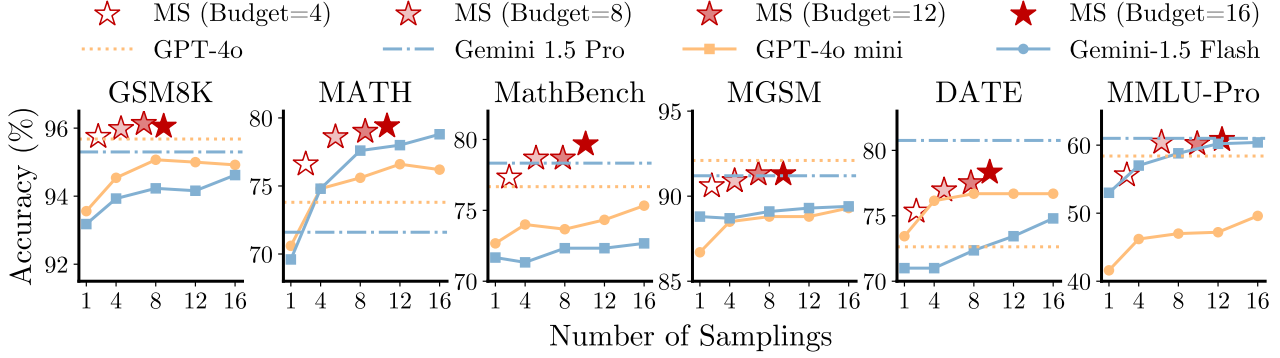 MS (Budget=4) MS (Budget=8) MS (Budget=12) MS (Budget=16)
GPT-4o Gemini 1.5 Pro GPT-4o mini Gemini-1.5 Flash
GSM8K MATH MathBench MGSM DATE MMLU-Pro
Accuracy (%)
96
94
92
1 4 8 12 16
80
75
70
1 4 8 12 16
80
75
70
1 4 8 12 16
95
90
85
1 4 8 12 16
80
75
70
1 4 8 12 16
60
50
40
1 4 8 12 16
Number of Samplings